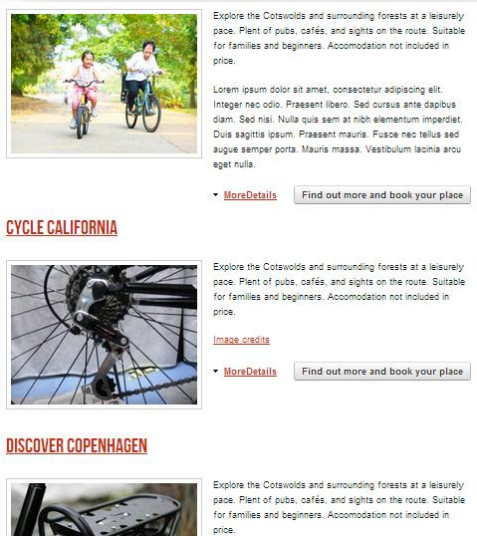 Explore the Cotswolds and surrounding forests at a leisurely
pace. Plent of pubs, cafés, and sights on the route. Suitable
for families and beginners. Accomodation not included in
price.
Lorem ipsum dolor sit amet, consectetur adipiscing elit.
Integer nec odio. Praesent libero. Sed cursus ante dapibus
diam. Sed nisi. Nulla quis sem at nibh elementum imperdiet.
Duis sagittis ipsum. Praesent mauris. Fusce nec tellus sed
augue semper porta. Mauris massa. Vestibulum lacinia arcu
eget nulla.
MoreDetails Find out more and book your place
CYCLE CALIFORNIA
Explore the Cotswolds and surrounding forests at a leisurely
pace. Plent of pubs, cafés, and sights on the route. Suitable
for families and beginners. Accomodation not included in
price.
Image credits
MoreDetails Find out more and book your place
DISCOVER COPENHAGEN
Explore the Cotswolds and surrounding forests at a leisurely
pace. Plent of pubs, cafés, and sights on the route. Suitable
for families and beginners. Accomodation not included in
price.